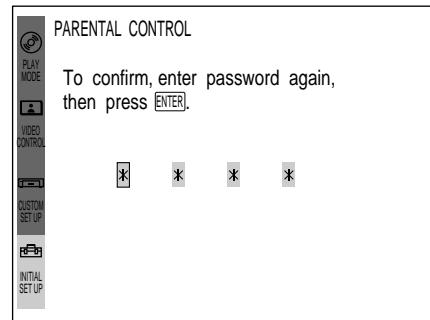 PARENTAL CONTROL
To confirm, enter password again,
then press ENTER.
* * * *
PLAY
MODE
VIDEO
CONTROL
CUSTOM
SET UP
INITIAL
SET UP